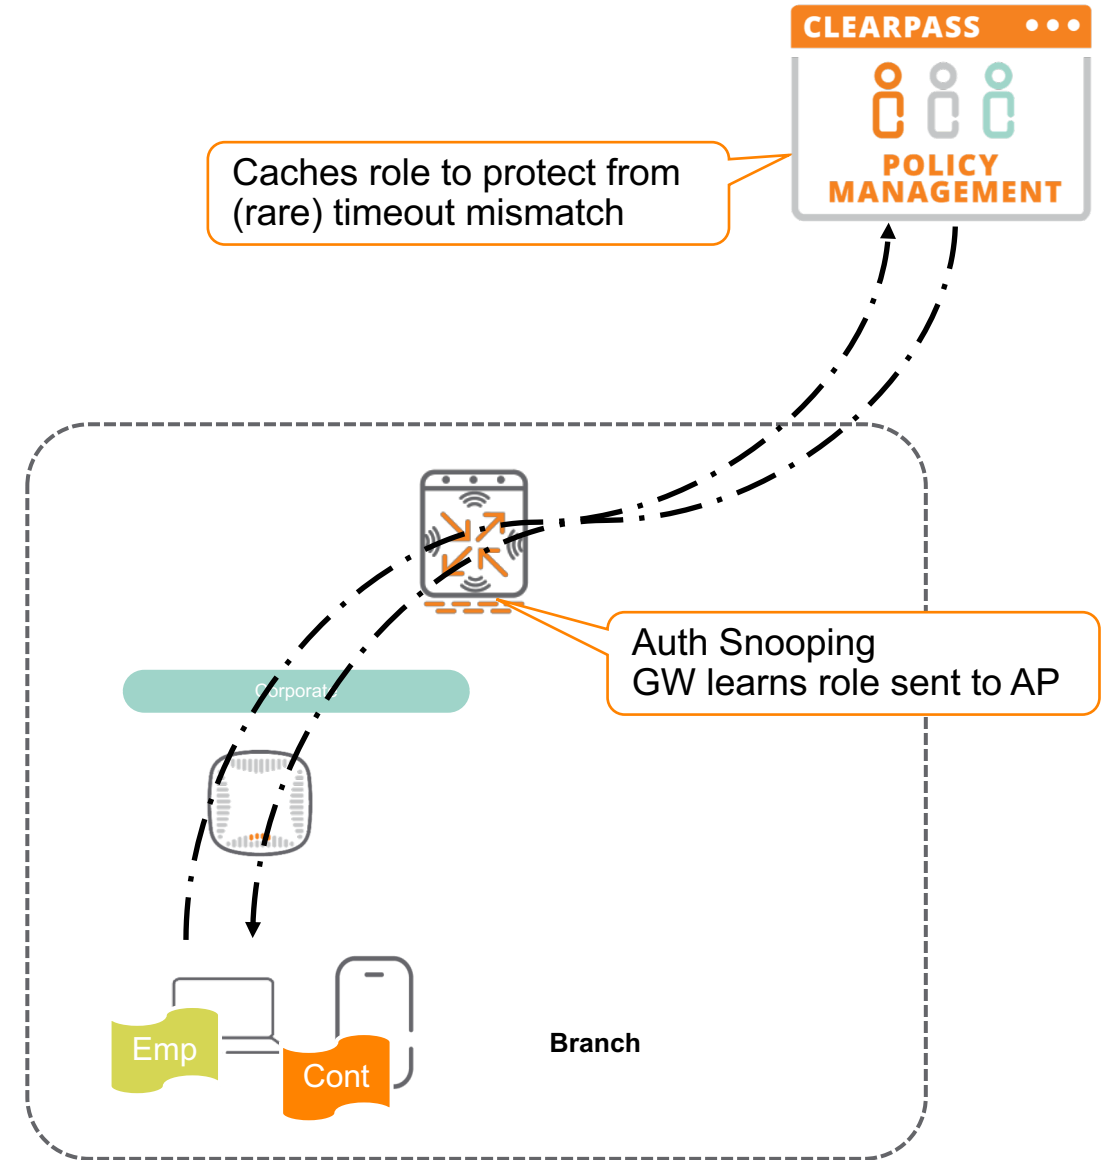 CLEARPASS
POLICY
MANAGEMENT
Caches role to protect from
(rare) timeout mismatch
Auth Snooping
GW learns role sent to AP
Corporate
Emp
Cont
Branch